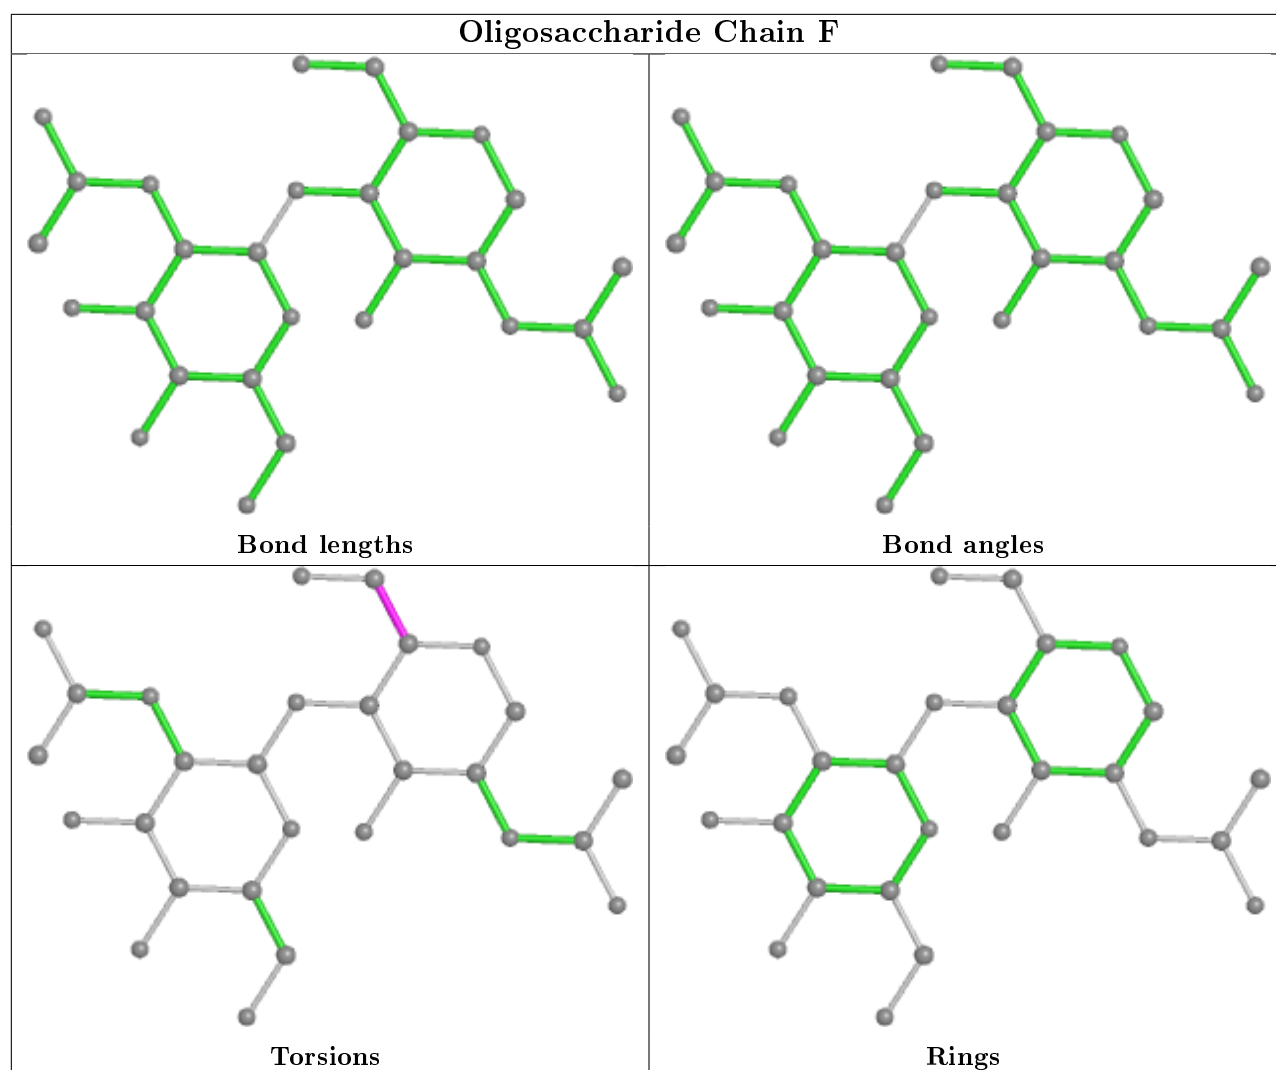 Oligosaccharide Chain F
Bond lengths
Bond angles
Torsions
Rings